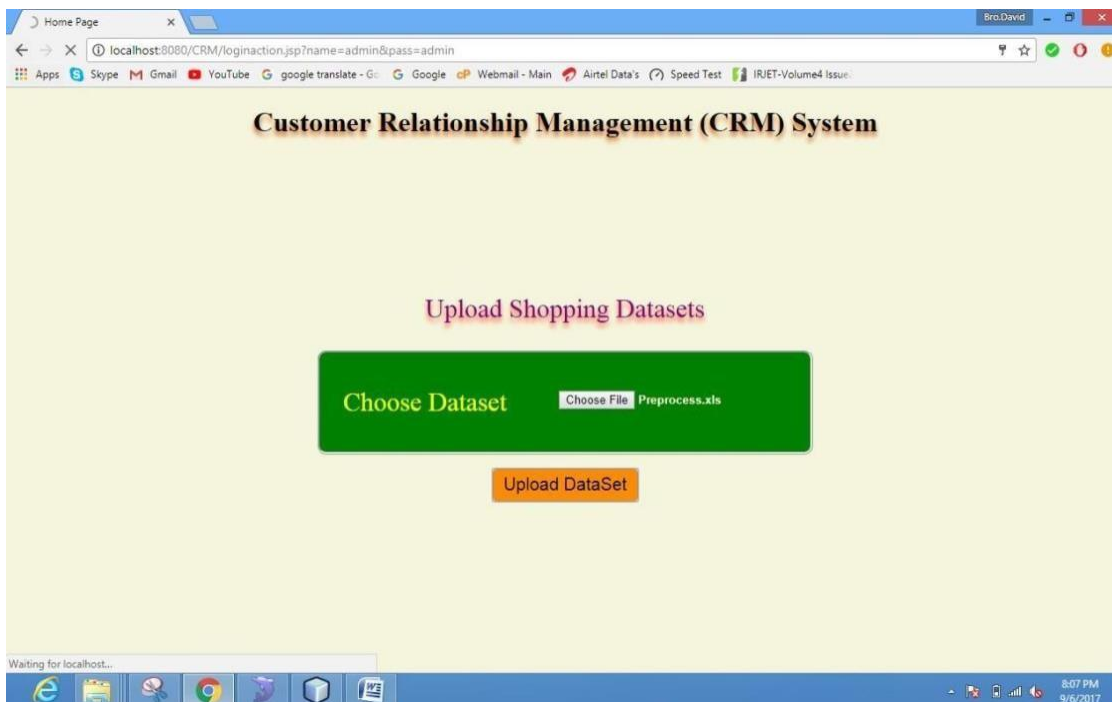 Home Page
Bro.David
localhost:8080/CRM/loginaction.jsp?name=admin&pass=admin
Apps Skype Gmail YouTube google translate - Go Google Webmail - Main Airtel Data's Speed Test IRJET-Volume4 Issue
Customer Relationship Management (CRM) System
Upload Shopping Datasets
Choose Dataset Choose File Preprocess.xls
Upload DataSet
Waiting for localhost...
8:07 PM
9/6/2017